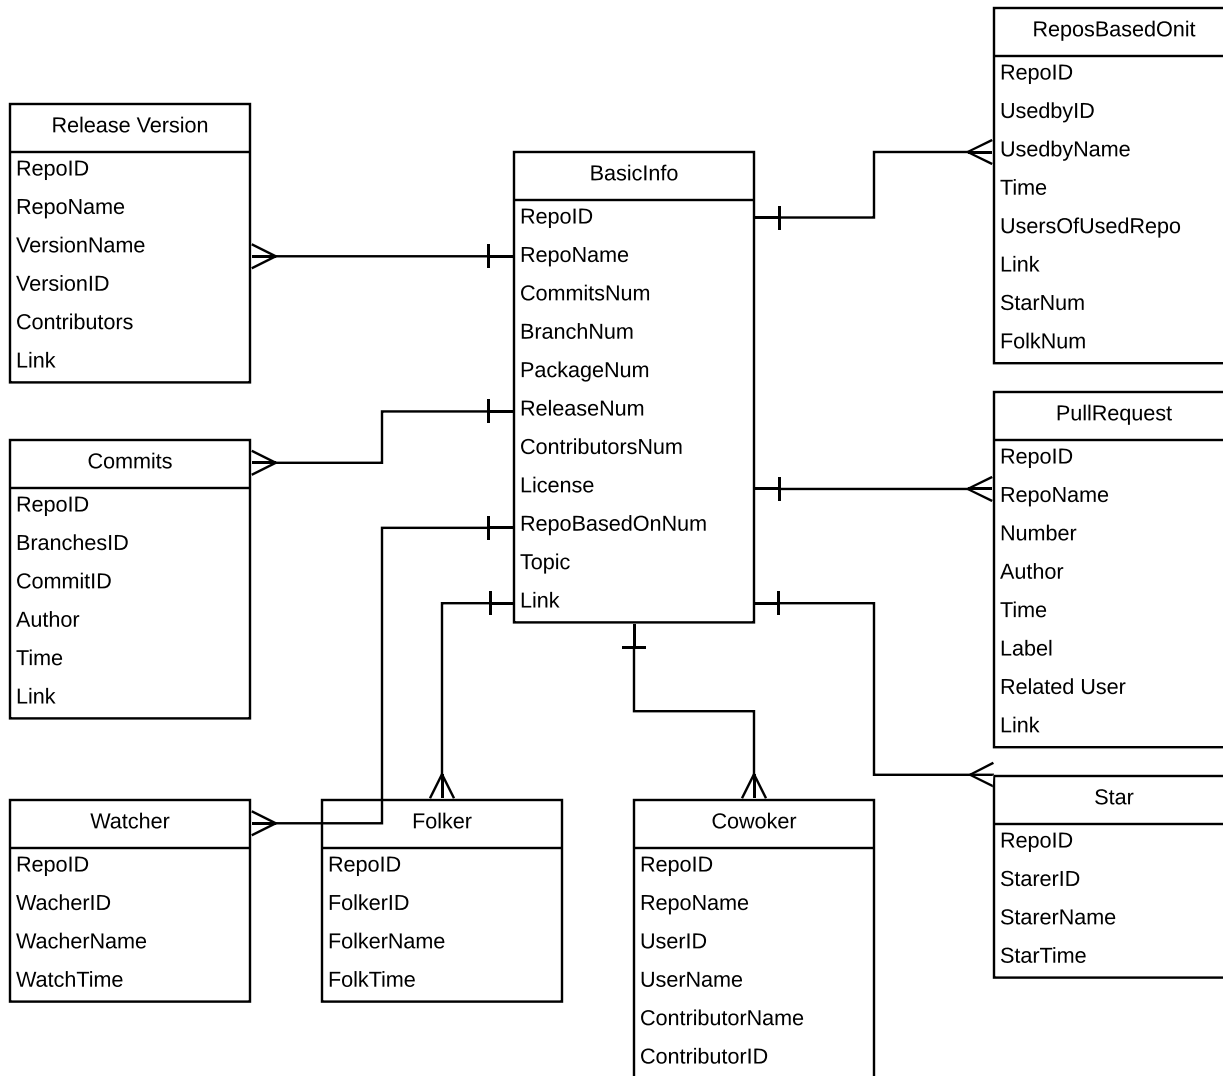 ReposBasedOnit
RepoID
UsedbyID
UsedbyName
Time
UsersOfUsedRepo
Link
StarNum
FolkNum
Release Version
RepoID
RepoName
VersionName
VersionID
Contributors
Link
BasicInfo
RepoID
RepoName
CommitsNum
BranchNum
PackageNum
ReleaseNum
ContributorsNum
License
RepoBasedOnNum
Topic
Link
PullRequest
RepoID
RepoName
Number
Author
Time
Label
Related User
Link
Commits
RepoID
BranchesID
CommitID
Author
Time
Link
Watcher
RepoID
WacherID
WacherName
WatchTime
Folker
RepoID
FolkerID
FolkerName
FolkTime
Cowoker
RepoID
RepoName
UserID
UserName
ContributorName
ContributorID
Star
RepoID
StarerID
StarerName
StarTime